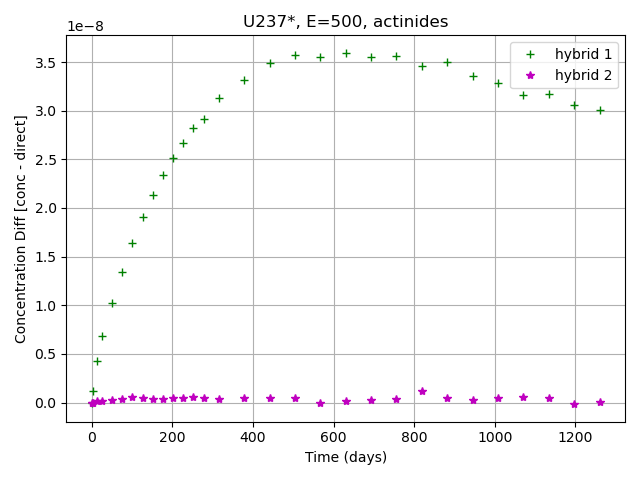 U237*, E=500, actinides
1e−8
hybrid 1
hybrid 2
3.5
3.0
2.5
2.0
1.5
1.0
0.5
0.0
Concentration Diff [conc - direct]
0 200 400 600 800 1000 1200
Time (days)